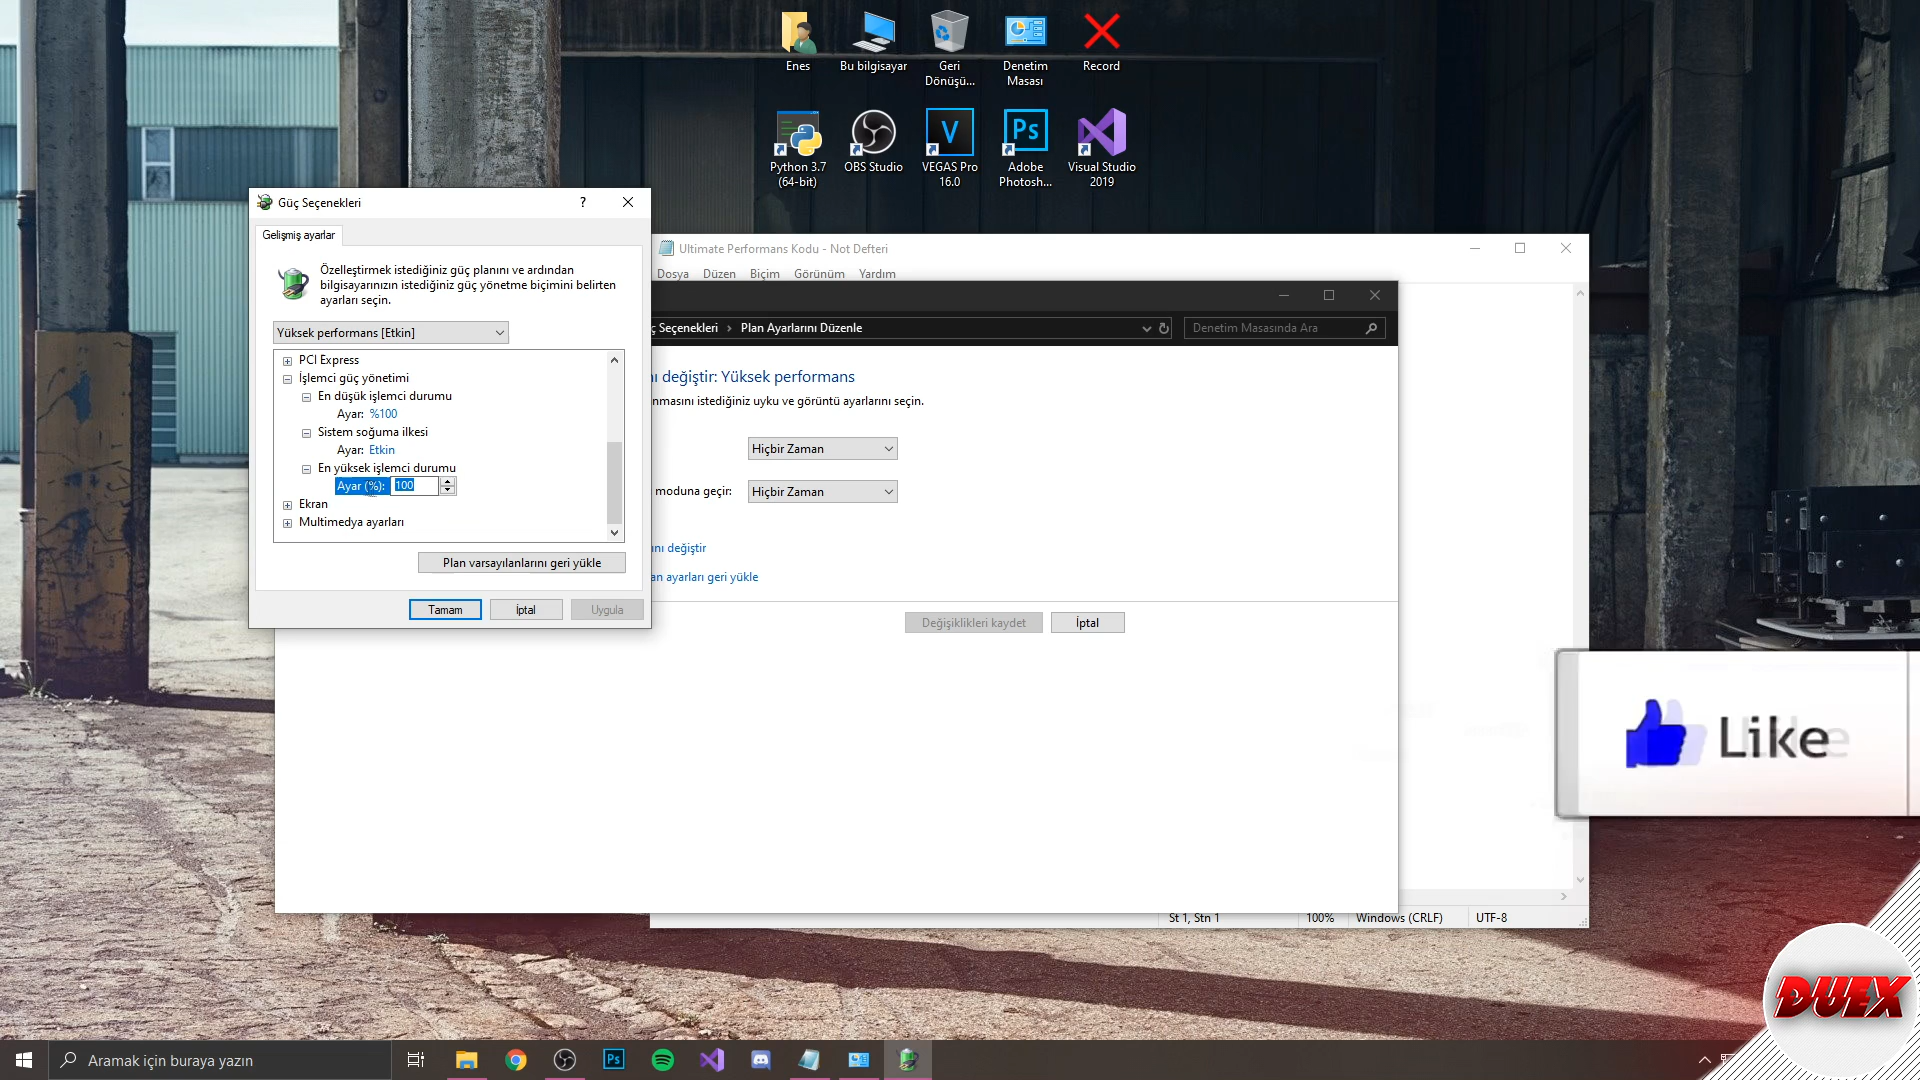 Enes
Bu bilgisayar
Geri
Dönüşü...
Denetim
Masası
Record
Python 3.7
(64-bit)
OBS Studio
VEGAS Pro
16.0
Adobe
Photosh...
Visual Studio
2019
Güç Seçenekleri
Gelişmiş ayarlar
Özelleştirmek istediğiniz güç planını ve ardından
bilgisayarınızın istediğiniz güç yönetme biçimini belirten
ayarları seçin.
Yüksek performans [Etkin]
PCI Express
İşlemci güç yönetimi
En düşük işlemci durumu
Ayar: %100
Sistem soğuma ilkesi
Ayar: Etkin
En yüksek işlemci durumu
Ayar (%): 100
Ekran
Multimedya ayarları
Plan varsayılanlarını geri yükle
Tamam İptal Uygula
Ultimate Performans Kodu - Not Defteri
Dosya Düzen Biçim Görünüm Yardım
Seçenekleri › Plan Ayarlarını Düzenle
Denetim Masasında Ara
değiştir: Yüksek performans
nmasını istediğiniz uyku ve görüntü ayarlarını seçin.
Hiçbir Zaman
moduna geçir: Hiçbir Zaman
nı değiştir
an ayarları geri yükle
Değişiklikleri kaydet İptal
St 1, Stn 1 100% Windows (CRLF) UTF-8
Like
DUEX
Aramak için buraya yazın